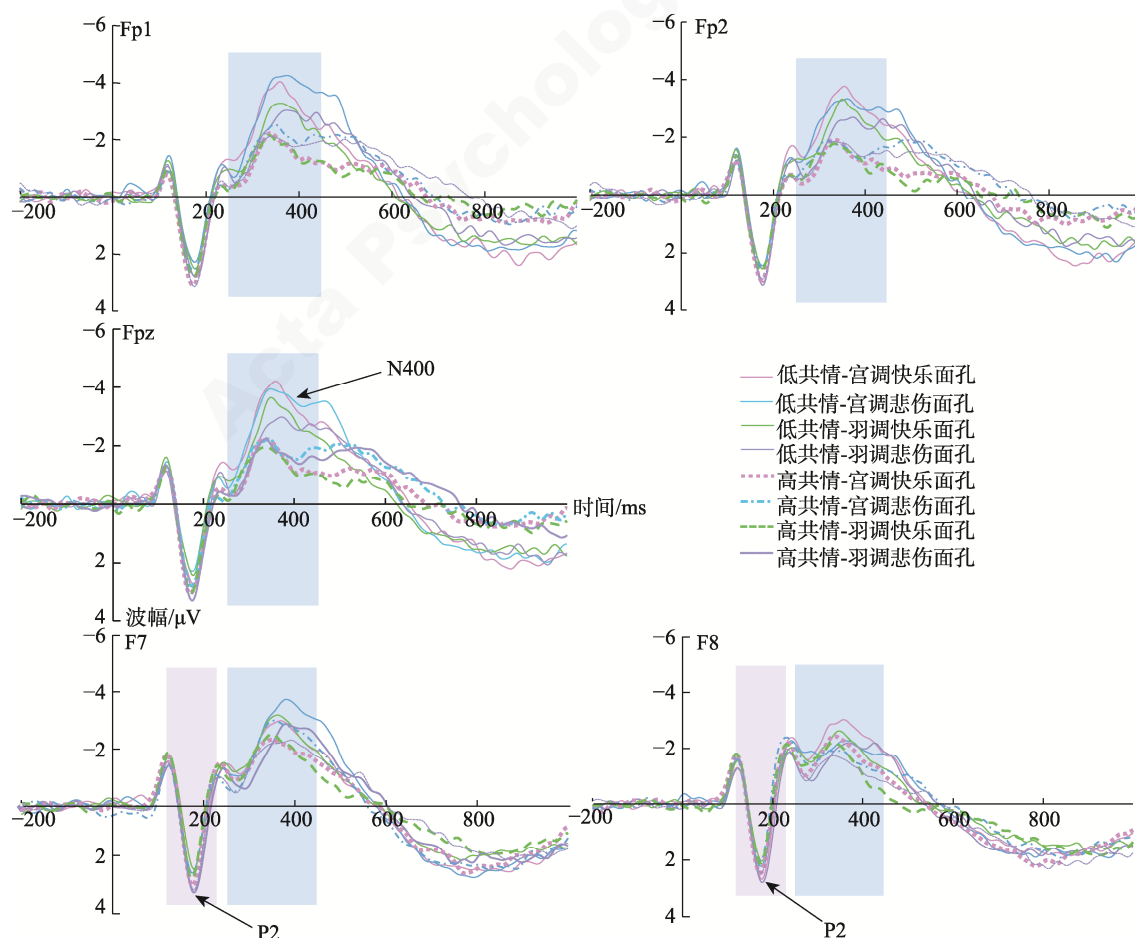 Acta Psychologi
Fp1
−6
−4
−2
2
4
−200
200
400
600
800
Fp2
−6
−4
−2
2
4
−200
200
400
600
800
Fpz
−6
−4
−2
2
4
−200
200
400
600
800
N400
时间/ms
波幅/μV
低共情-宫调快乐面孔
低共情-宫调悲伤面孔
低共情-羽调快乐面孔
低共情-羽调悲伤面孔
高共情-宫调快乐面孔
高共情-宫调悲伤面孔
高共情-羽调快乐面孔
高共情-羽调悲伤面孔
F7
−6
−4
−2
2
4
−200
200
400
600
800
P2
F8
−6
−4
−2
2
4
−200
200
400
600
800
P2